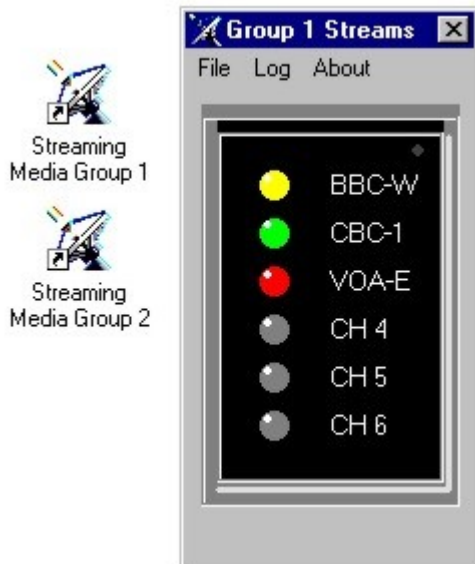 Streaming
Media Group 1
Streaming
Media Group 2
Group 1 Streams
File Log About
BBC-W
CBC-1
VOA-E
CH 4
CH 5
CH 6